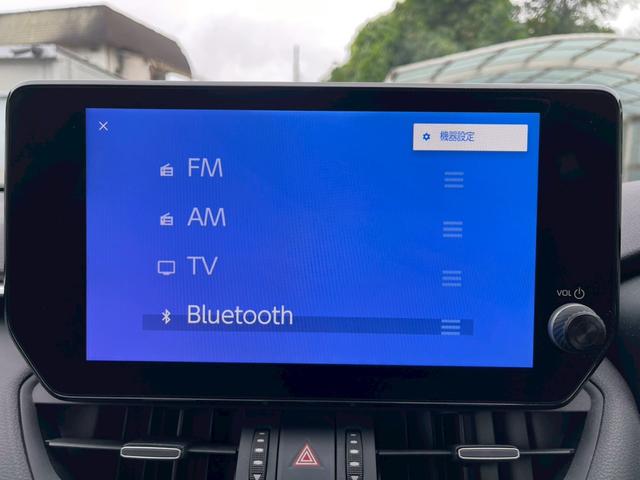 機器設定
FM
AM
TV
Bluetooth
VOL